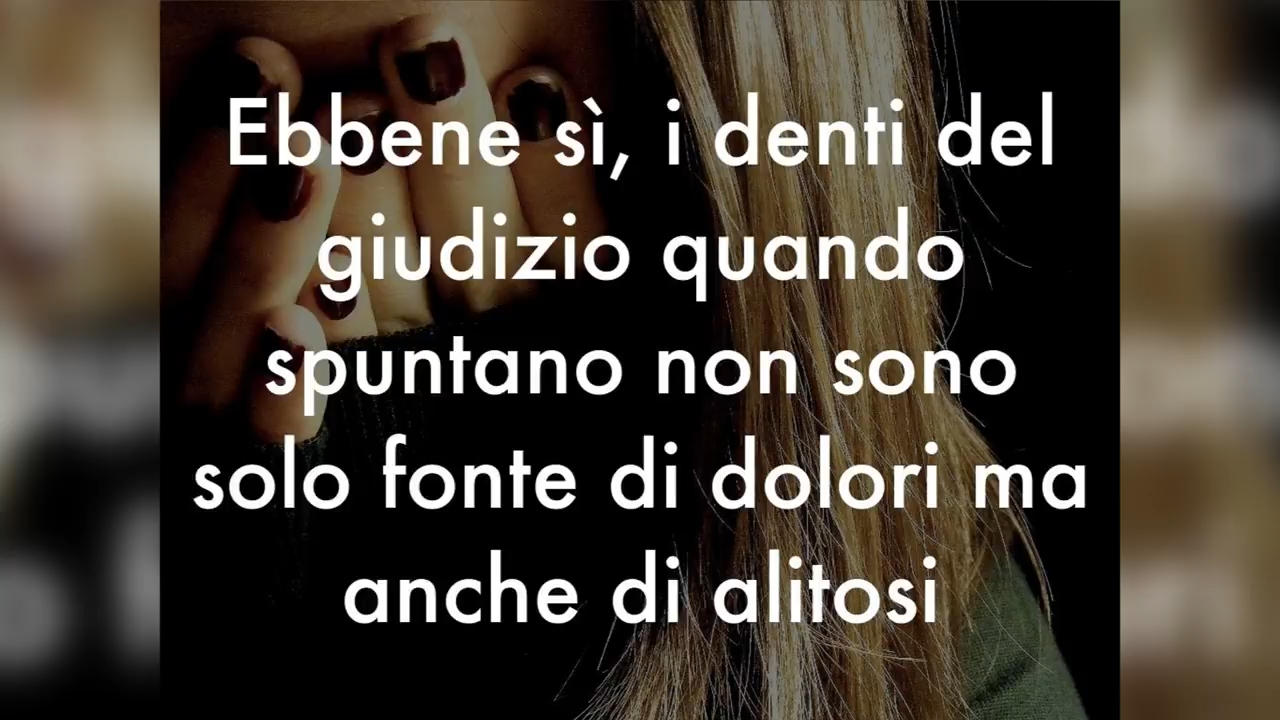 Ebbene sì, i denti del
giudizio quando
spuntano non sono
solo fonte di dolori ma
anche di alitosi